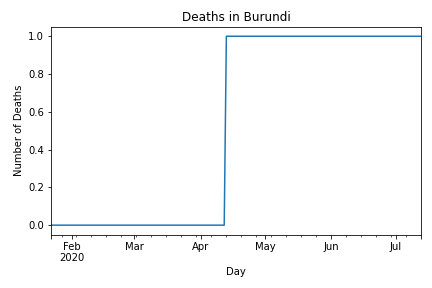 Deaths in Burundi
Number of Deaths
1.0
0.8
0.6
0.4
0.2
0.0
Feb
2020
Mar
Apr
May
Jun
Jul
Day